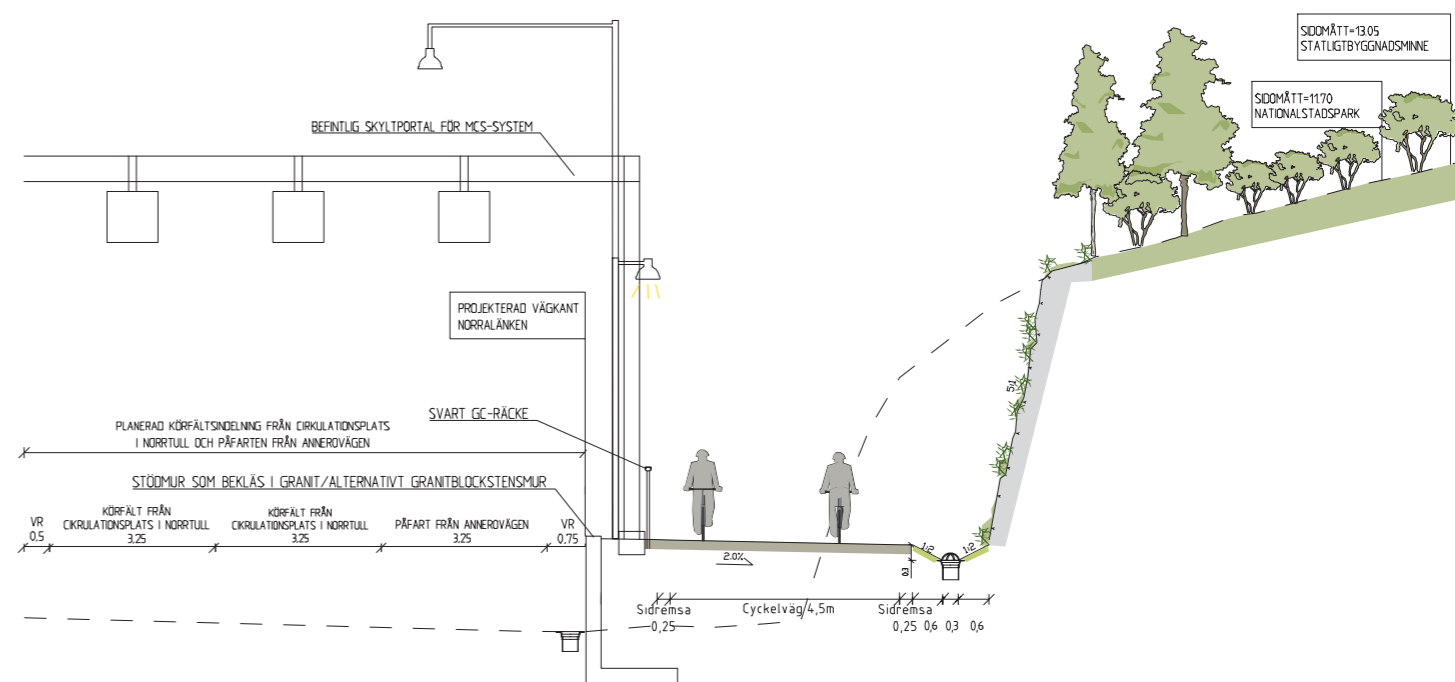 SIDOMÅTT=13.05
STATLIGTBYGGNADSMINNE
SIDOMÅTT=11.70
NATIONALSTADSPARK
BEFINTLIG SKYLTPORTAL FÖR MCS-SYSTEM
PROJEKTERAD VÄGKANT
NORRALÄNKEN
SVART GC-RÄCKE
PLANERAD KÖRFÄLTSINDELNING FRÅN CIRKULATIONSPLATS
I NORRTULL OCH PÅFARTEN FRÅN ANNEROVÄGEN
STÖDMUR SOM BEKLÄS I GRANIT/ALTERNATIVT GRANITBLOCKSTENSMUR
VR
0,5
KÖRFÄLT FRÅN
CIKRULATIONSPLATS I NORRTULL
3,25
KÖRFÄLT FRÅN
CIKRULATIONSPLATS I NORRTULL
3,25
PÅFART FRÅN ANNEROVÄGEN
3,25
VR
0,75
5:1
2.0%
1:2
1:2
0.3
Sidremsa
0,25
Cyckelväg/4,5m
Sidremsa
0,25
0,6
0,3
0,6